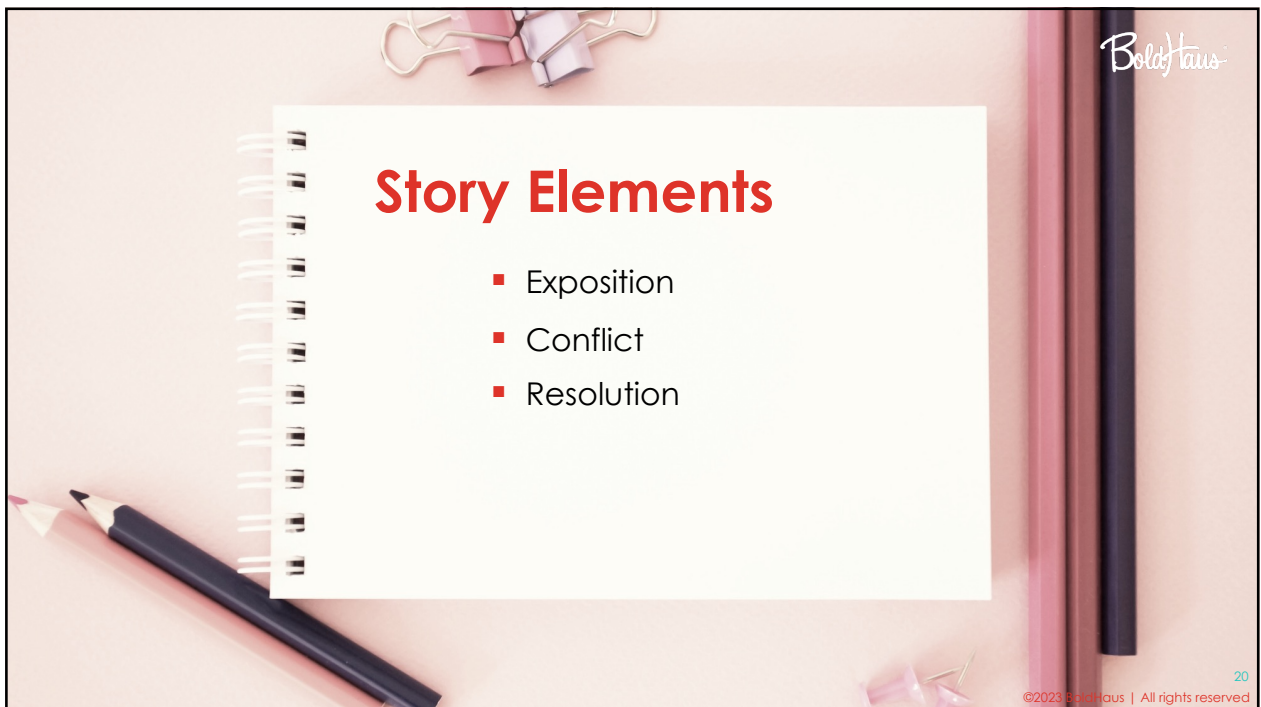 BoldHaus
Story Elements
▪ Exposition
▪ Conflict
▪ Resolution
20
©2023 BoldHaus | All rights reserved